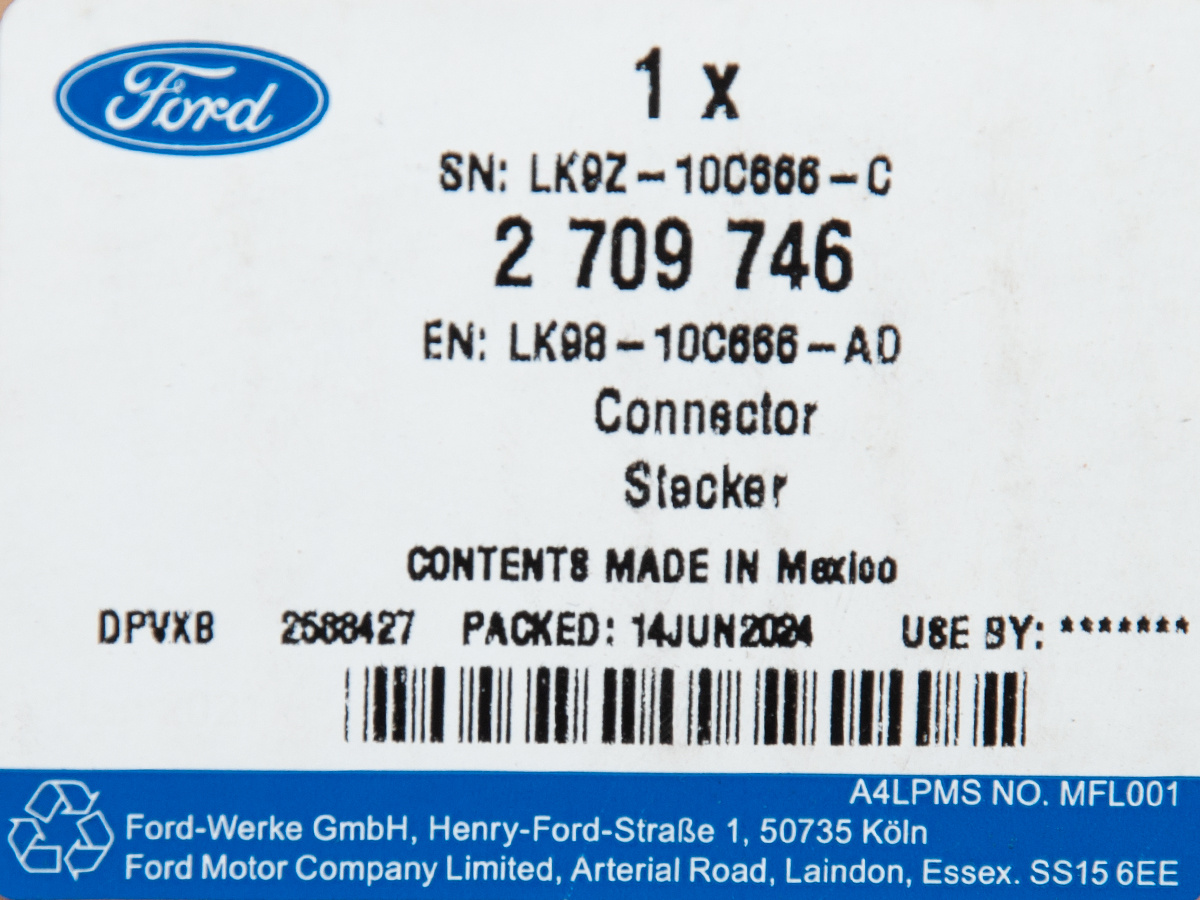 Ford
1 x
SN: LK9Z-10C666-C
2 709 746
EN: LK98-10C666-AD
Connector
Stecker
CONTENTS MADE IN Mexico
DPVXB 2588427 PACKED: 14JUN2024 USE BY: *******
A4LPMS NO. MFL001
Ford-Werke GmbH, Henry-Ford-Straße 1, 50735 Köln
Ford Motor Company Limited, Arterial Road, Laindon, Essex. SS15 6EE